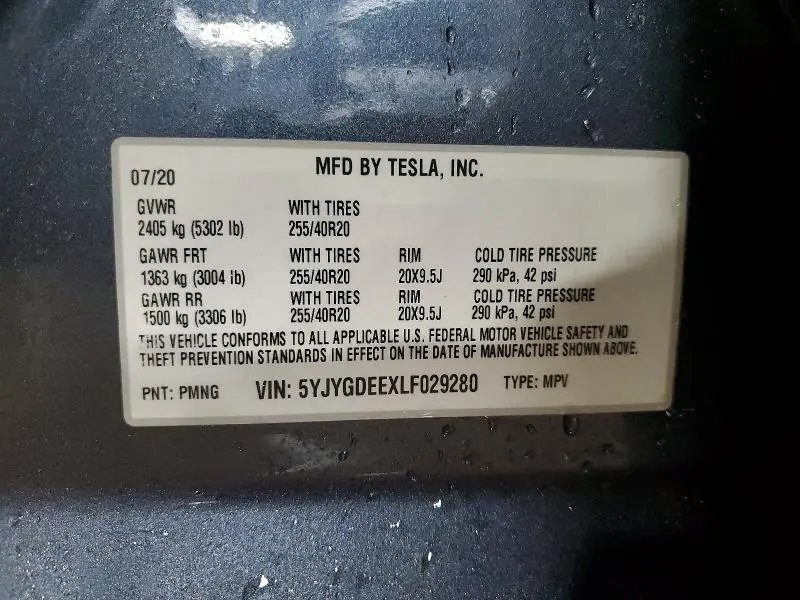 07/20 MFD BY TESLA, INC.
GVWR WITH TIRES
2405 kg (5302 lb) 255/40R20
GAWR FRT WITH TIRES RIM COLD TIRE PRESSURE
1363 kg (3004 lb) 255/40R20 20X9.5J 290 kPa, 42 psi
GAWR RR WITH TIRES RIM COLD TIRE PRESSURE
1500 kg (3306 lb) 255/40R20 20X9.5J 290 kPa, 42 psi
THIS VEHICLE CONFORMS TO ALL APPLICABLE U.S. FEDERAL MOTOR VEHICLE SAFETY AND
THEFT PREVENTION STANDARDS IN EFFECT ON THE DATE OF MANUFACTURE SHOWN ABOVE.
PNT: PMNG VIN: 5YJYGDEEXLF029280 TYPE: MPV